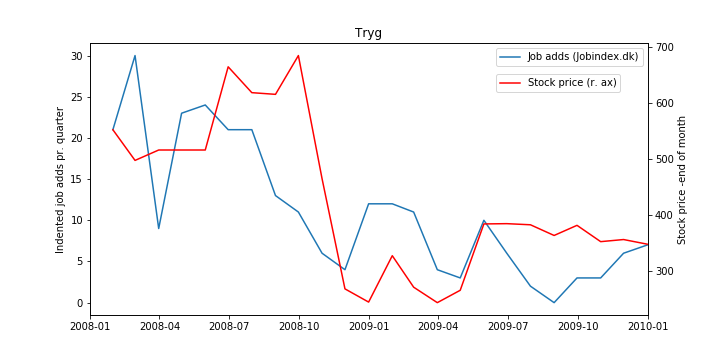 Tryg
Job adds (Jobindex.dk)
Stock price (r. ax)
Indented job adds pr. quarter
30
25
20
15
10
5
0
Stock price -end of month
700
600
500
400
300
2008-01 2008-04 2008-07 2008-10 2009-01 2009-04 2009-07 2009-10 2010-01